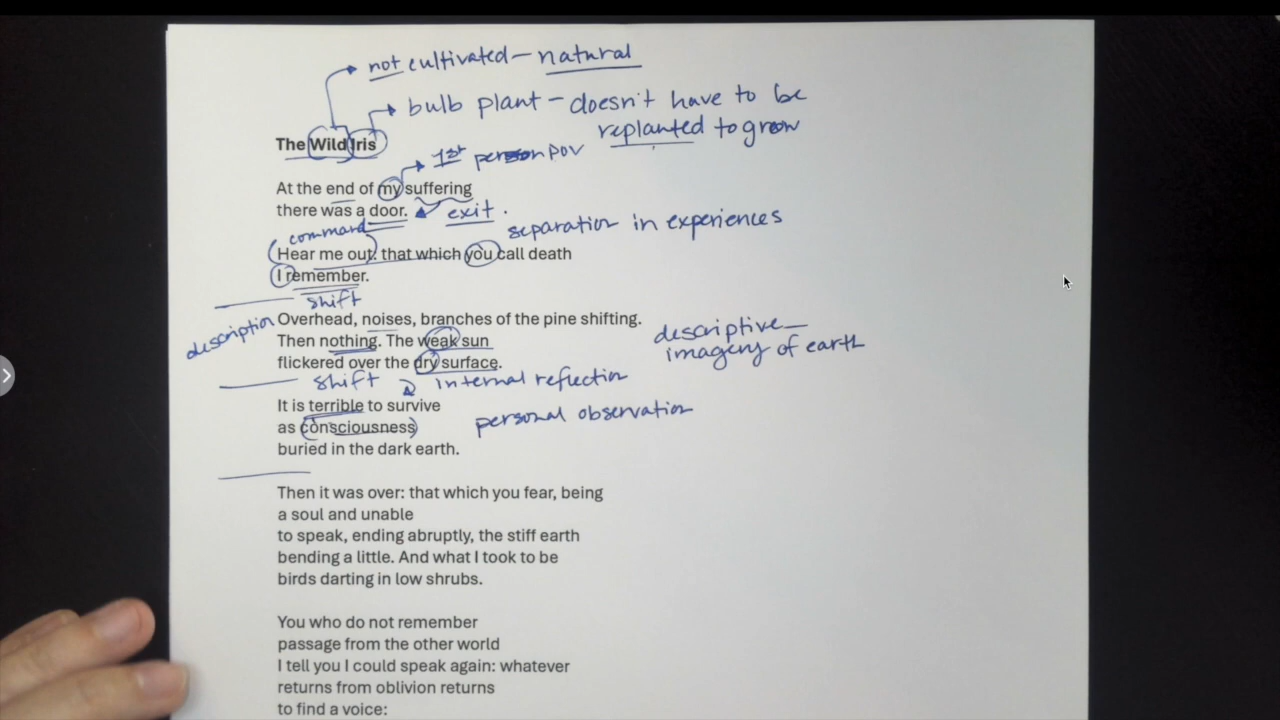 not cultivated - natural
bulb plant - doesn't have to be
replanted to grow
The Wild Iris
1st person POV
At the end of my suffering
there was a door.
exit.
separation in experiences
command
Hear me out: that which you call death
I remember.
shift
description
Overhead, noises, branches of the pine shifting.
Then nothing. The weak sun
flickered over the dry surface.
descriptive
imagery of earth
shift
internal reflection
It is terrible to survive
as consciousness
buried in the dark earth.
personal observation
Then it was over: that which you fear, being
a soul and unable
to speak, ending abruptly, the stiff earth
bending a little. And what I took to be
birds darting in low shrubs.
You who do not remember
passage from the other world
I tell you I could speak again: whatever
returns from oblivion returns
to find a voice: